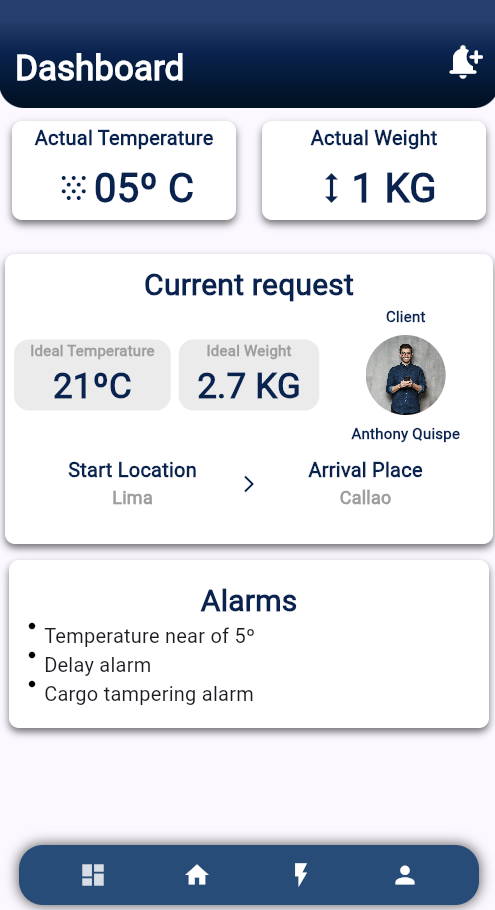 Dashboard
Actual Temperature
Actual Weight
05º C
1 KG
Current request
Client
Ideal Temperature
Ideal Weight
21ºC
2.7 KG
Anthony Quispe
Start Location
Arrival Place
Lima
Callao
Alarms
Temperature near of 5º
Delay alarm
Cargo tampering alarm